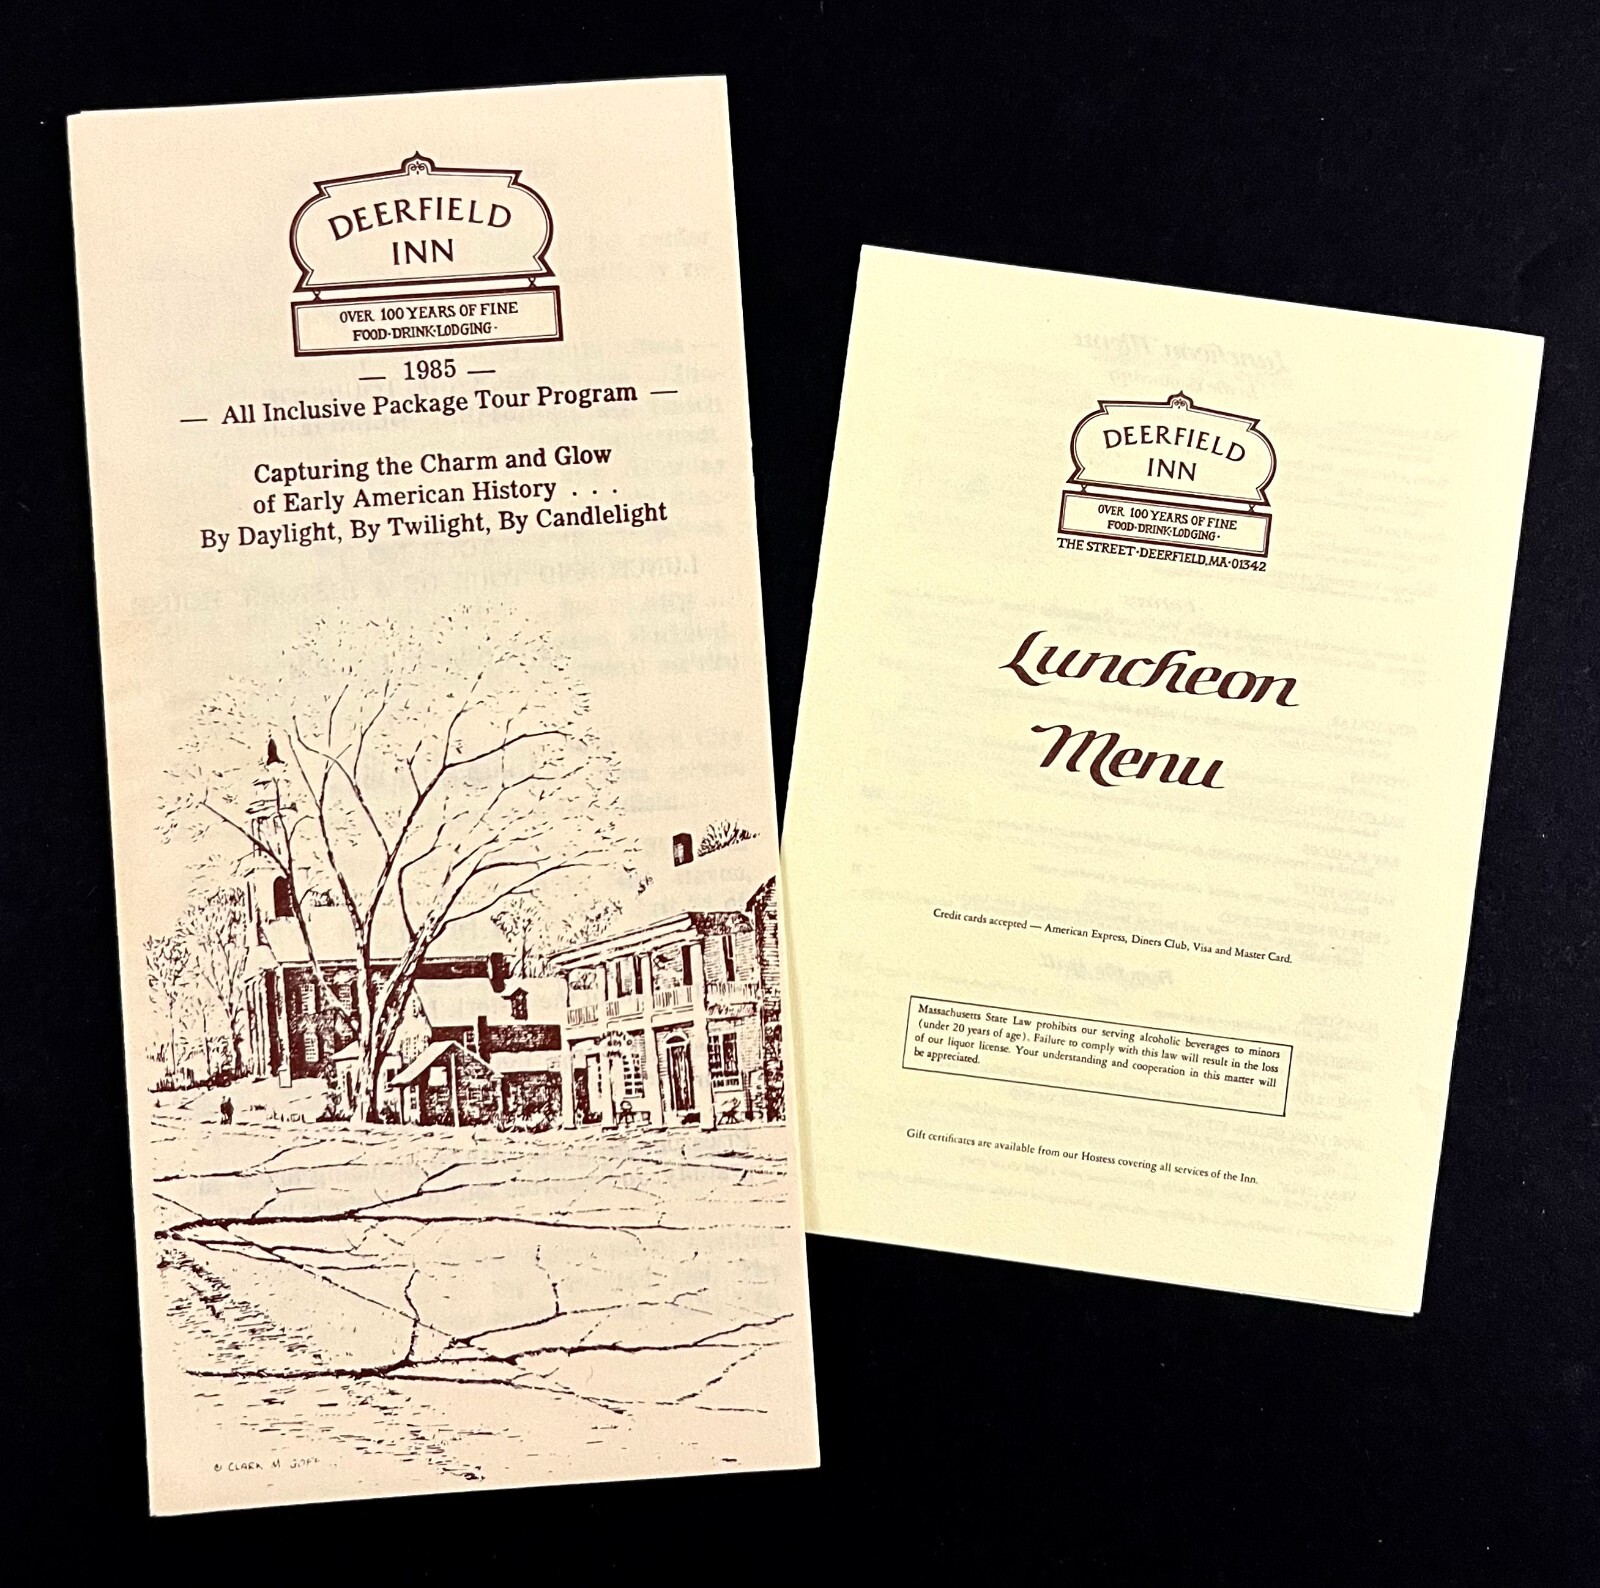 DEERFIELD
INN
OVER 100 YEARS OF FINE
FOOD·DRINK·LODGING·
— 1985 —
— All Inclusive Package Tour Program —
Capturing the Charm and Glow
of Early American History . . .
By Daylight, By Twilight, By Candlelight
© CLARK M
DEERFIELD
INN
OVER 100 YEARS OF FINE
FOOD·DRINK·LODGING·
THE STREET·DEERFIELD, MA·01342
Luncheon
Menu
Credit cards accepted — American Express, Diners Club, Visa and Master Card.
Massachusetts State Law prohibits our serving alcoholic beverages to minors
(under 20 years of age). Failure to comply with this law will result in the loss
of our liquor license. Your understanding and cooperation in this matter will
be appreciated.
Gift certificates are available from our Hostess covering all services of the Inn.